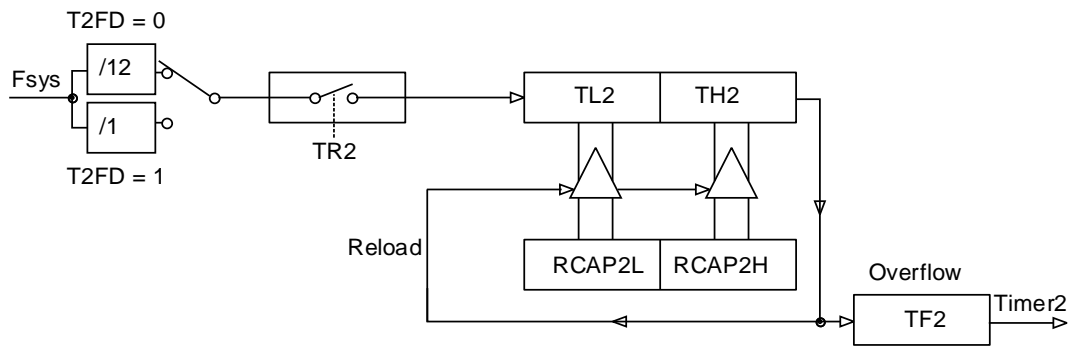 T2FD = 0
/12
Fsys
/1
T2FD = 1
TR2
TL2 TH2
Reload
RCAP2L RCAP2H
Overflow
TF2
Timer2